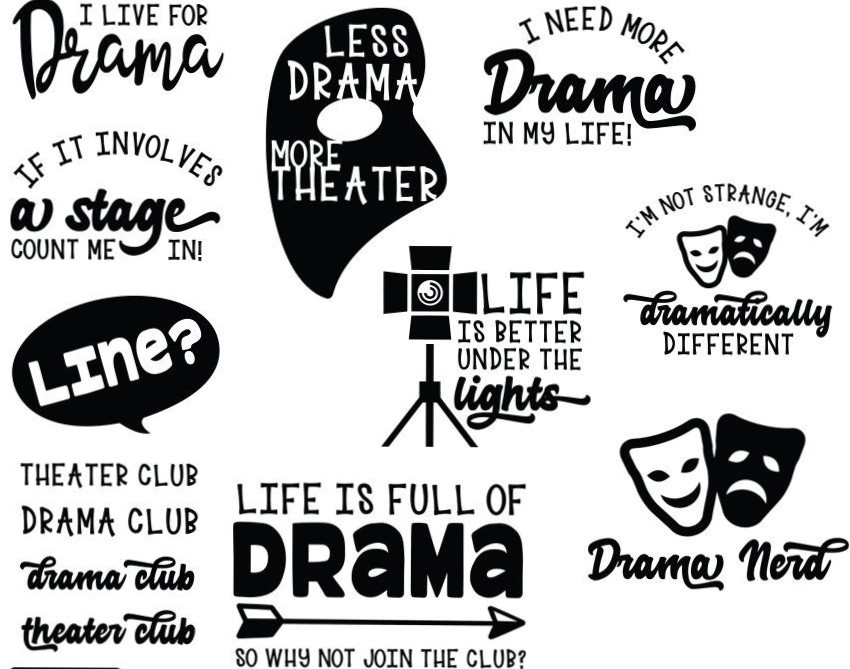 I LIVE FOR
Drama
IF IT INVOLVES
a stage
COUNT ME IN!
LIne?
THEATER CLUB
DRAMA CLUB
drama club
theater club
LESS
DRAMA
MORE
THEATER
LIFE
IS BETTER
UNDER THE
lights
LIFE IS FULL OF
DRaMa
SO WHY NOT JOIN THE CLUB?
I NEED MORE
Drama
IN MY LIFE!
I'M NOT STRANGE, I'M
dramatically
DIFFERENT
Drama Nerd